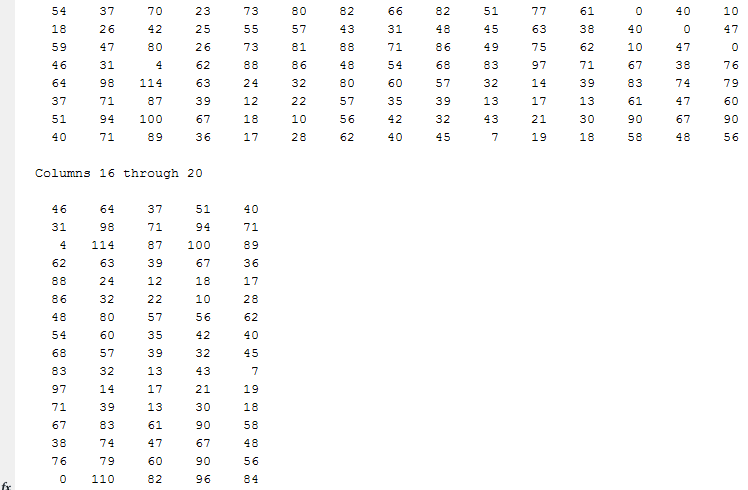 54 37 70 23 73 80 82 66 82 51 77 61 0 40 10
18 26 42 25 55 57 43 31 48 45 63 38 40 0 47
59 47 80 26 73 81 88 71 86 49 75 62 10 47 0
46 31 4 62 88 86 48 54 68 83 97 71 67 38 76
64 98 114 63 24 32 80 60 57 32 14 39 83 74 79
37 71 87 39 12 22 57 35 39 13 17 13 61 47 60
51 94 100 67 18 10 56 42 32 43 21 30 90 67 90
40 71 89 36 17 28 62 40 45 7 19 18 58 48 56
Columns 16 through 20
46 64 37 51 40
31 98 71 94 71
4 114 87 100 89
62 63 39 67 36
88 24 12 18 17
86 32 22 10 28
48 80 57 56 62
54 60 35 42 40
68 57 39 32 45
83 32 13 43 7
97 14 17 21 19
71 39 13 30 18
67 83 61 90 58
38 74 47 67 48
76 79 60 90 56
0 110 82 96 84
fx